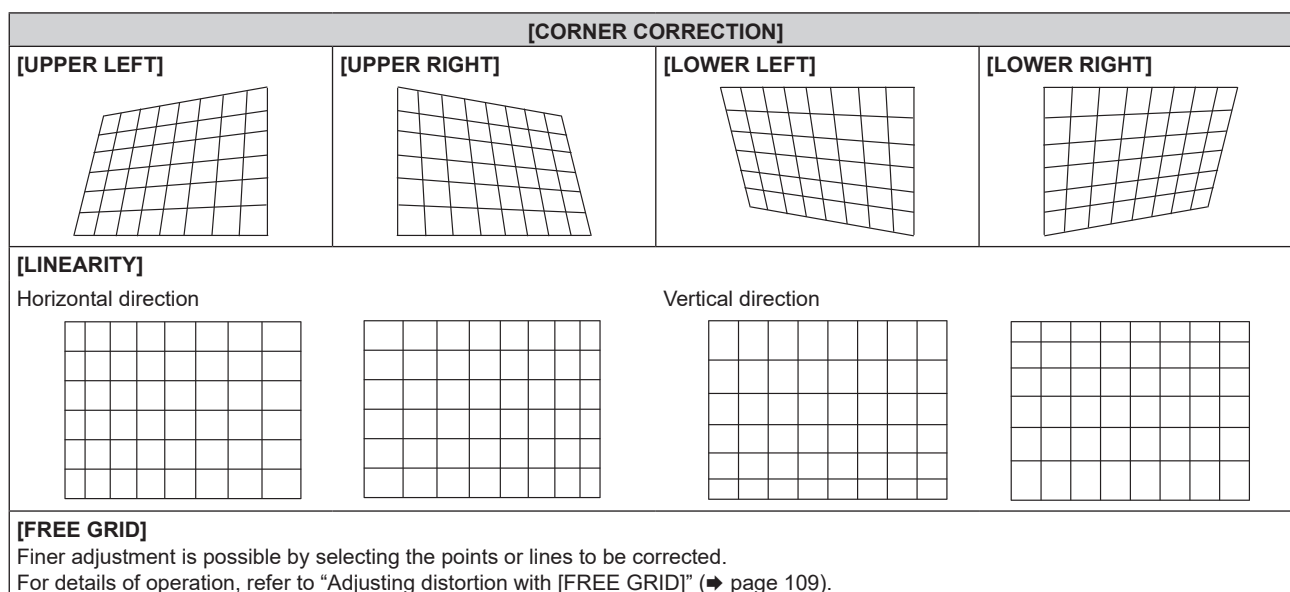 [CORNER CORRECTION]
[UPPER LEFT]
[UPPER RIGHT]
[LOWER LEFT]
[LOWER RIGHT]
[LINEARITY]
Horizontal direction
Vertical direction
[FREE GRID]
Finer adjustment is possible by selecting the points or lines to be corrected.
For details of operation, refer to “Adjusting distortion with [FREE GRID]” (➡ page 109).